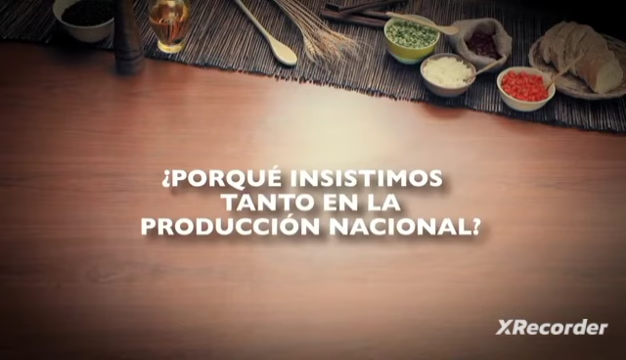 ¿PORQUÉ INSISTIMOS
TANTO EN LA
PRODUCCIÓN NACIONAL?
XRecorder